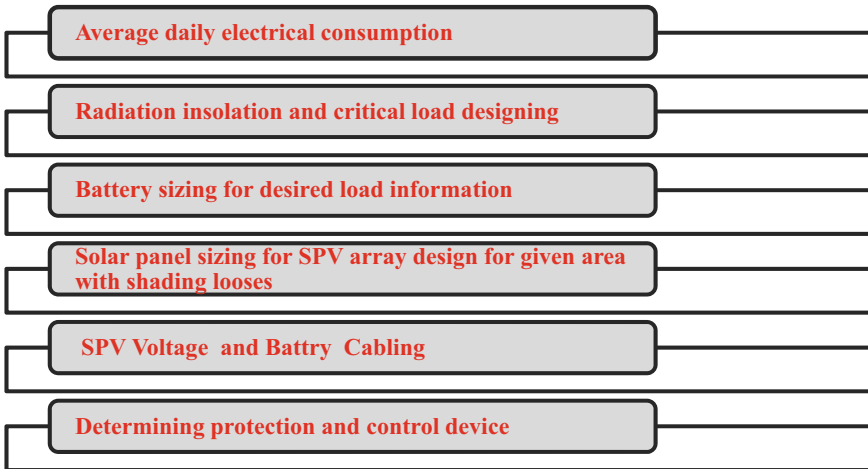 Average daily electrical consumption
Radiation insolation and critical load designing
Battery sizing for desired load information
Solar panel sizing for SPV array design for given area
with shading looses
SPV Voltage and Battry Cabling
Determining protection and control device